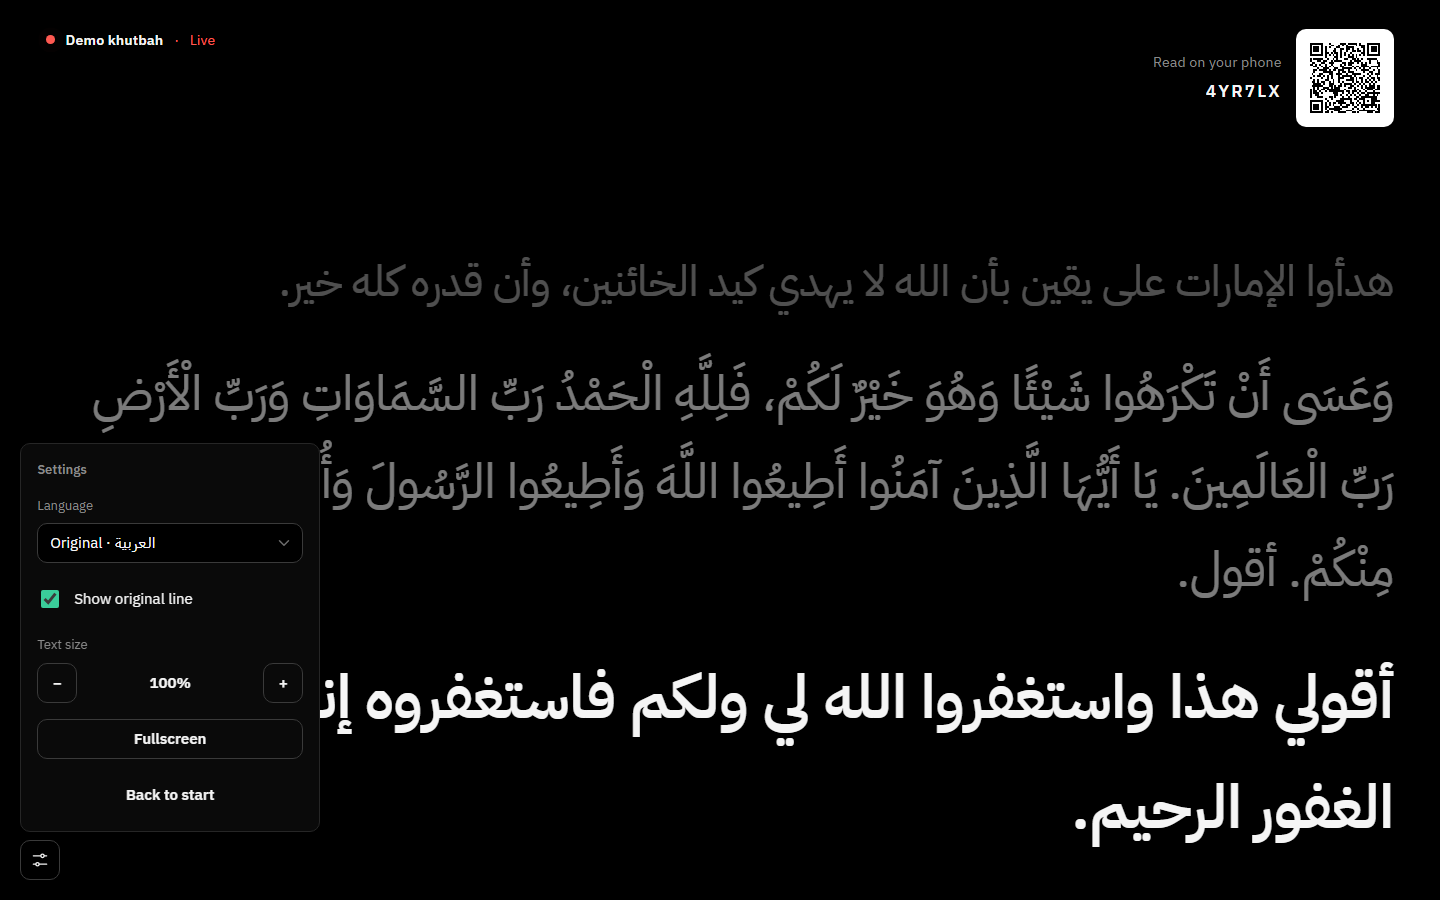 Demo khutbah · Live
Read on your phone
4YR7LX
هدأوا الإمارات على يقين بأن الله لا يهدي كيد الخائنين، وأن قدره كله خير.
وَعَسَى أَنْ تَكْرَهُوا شَيْئًا وَهُوَ خَيْرٌ لَكُمْ، فَلِلَّهِ الْحَمْدُ رَبِّ السَّمَاوَاتِ وَرَبِّ الْأَرْضِ
رَبِّ الْعَالَمِينَ. يَا أَيُّهَا الَّذِينَ آمَنُوا أَطِيعُوا اللَّهَ وَأَطِيعُوا الرَّسُولَ
مِنْكُمْ. أقول.
أقولي هذا واستغفروا الله لي ولكم فاستغفروه
الغفور الرحيم.
Settings
Language
Original · العربية
Show original line
Text size
− 100% +
Fullscreen
Back to start